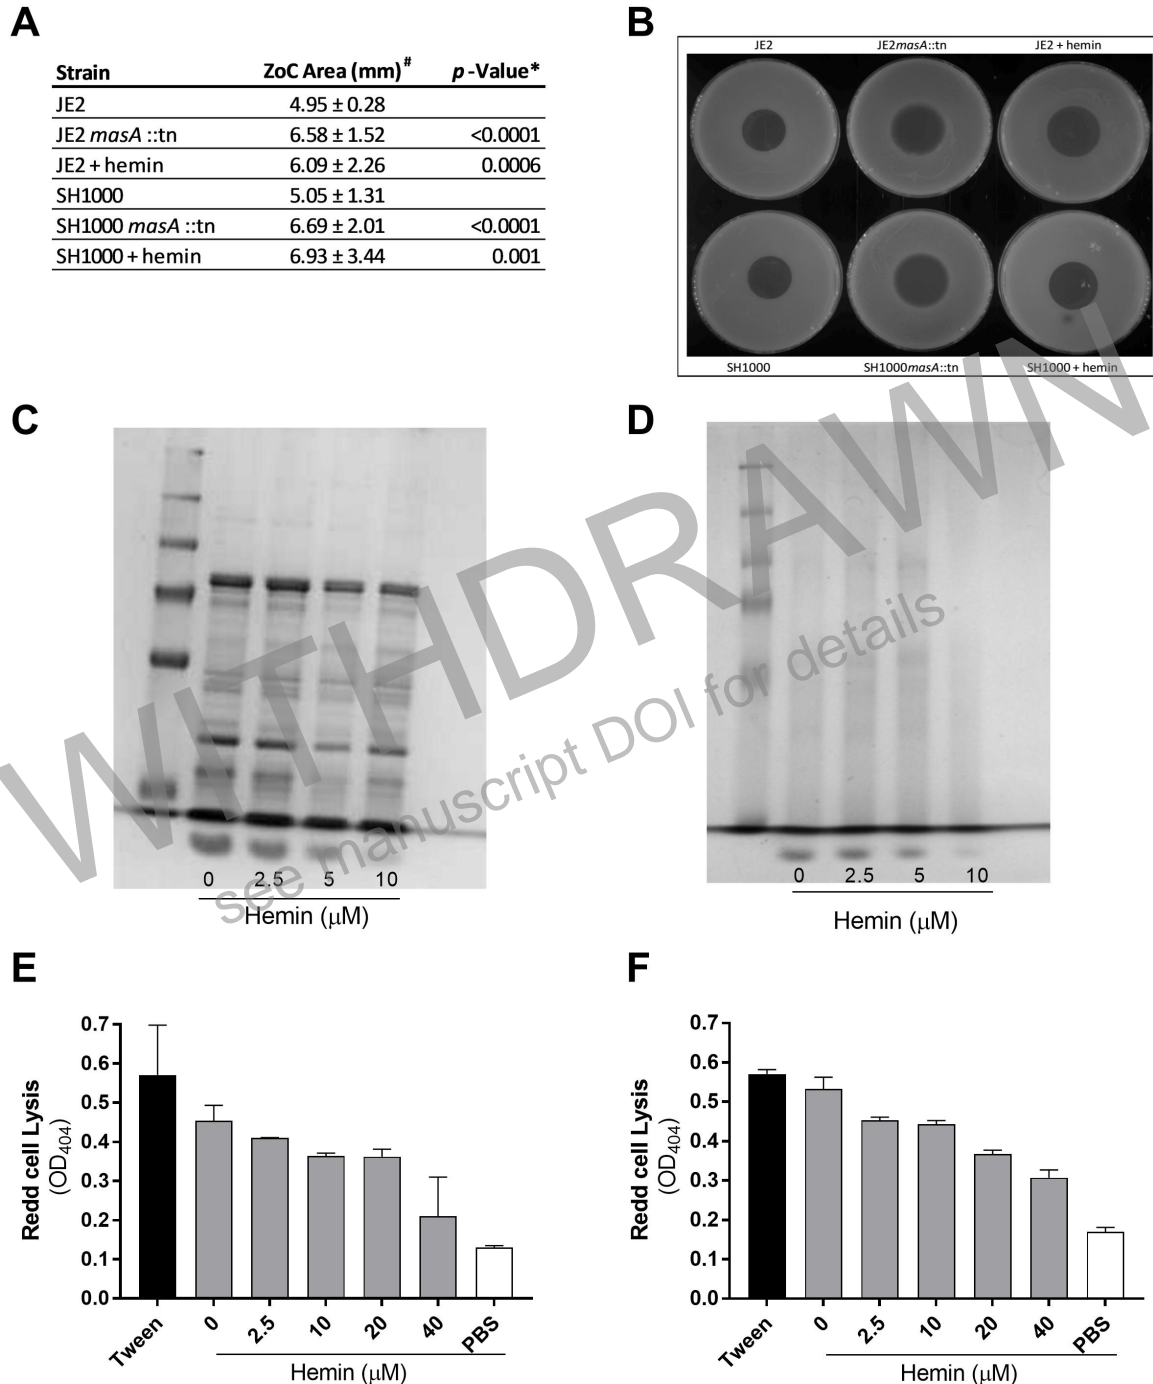 A
Strain ZoC Area (mm)# p -Value*
JE2 4.95 ± 0.28
JE2 masA ::tn 6.58 ± 1.52 <0.0001
JE2 + hemin 6.09 ± 2.26 0.0006
SH1000 5.05 ± 1.31
SH1000 masA ::tn 6.69 ± 2.01 <0.0001
SH1000 + hemin 6.93 ± 3.44 0.001
B
JE2 JE2masA::tn JE2 + hemin
SH1000 SH1000masA::tn SH1000 + hemin
WITHDRAWN
see manuscript DOI for details
C
0 2.5 5 10
Hemin (µM)
D
0 2.5 5 10
Hemin (µM)
E
Redd cell Lysis
(OD404)
0.7
0.6
0.5
0.4
0.3
0.2
0.1
0.0
Tween 0 2.5 10 20 40 PBS
Hemin (µM)
F
Redd cell Lysis
(OD404)
0.7
0.6
0.5
0.4
0.3
0.2
0.1
0.0
Tween 0 2.5 10 20 40 PBS
Hemin (µM)